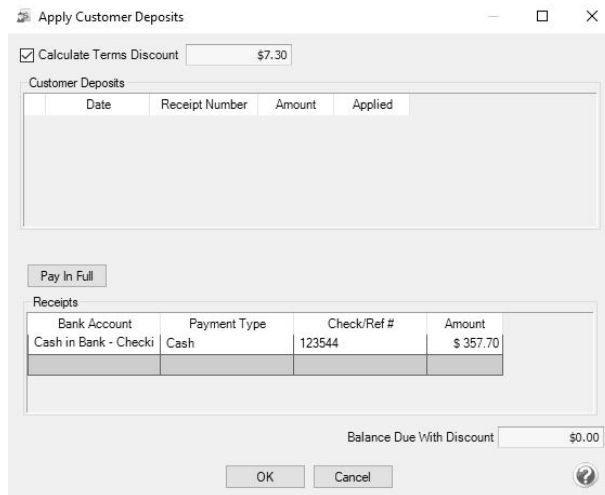 Apply Customer Deposits
Calculate Terms Discount $7.30
Customer Deposits
Date Receipt Number Amount Applied
Pay In Full
Receipts
Bank Account Payment Type Check/Ref # Amount
Cash in Bank - Checki Cash 123544 $ 357.70
Balance Due With Discount $0.00
OK Cancel ?